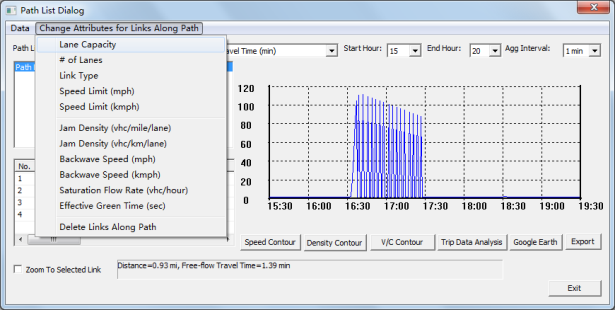 Path List Dialog
Data Change Attributes for Links Along Path
Path L
avel Time (min) Start Hour: 15 End Hour: 20 Agg Interval: 1 min
Path
Lane Capacity
# of Lanes
Link Type
Speed Limit (mph)
Speed Limit (kmph)
Jam Density (vhc/mile/lane)
Jam Density (vhc/km/lane)
Backwave Speed (mph)
Backwave Speed (kmph)
Saturation Flow Rate (vhc/hour)
Effective Green Time (sec)
Delete Links Along Path
No.
1
2
3
4
120
100
80
60
40
20
0
15:30 16:00 16:30 17:00 17:30 18:00 18:30 19:00 19:30
Speed Contour Density Contour V/C Contour Trip Data Analysis Google Earth Export
Zoom To Selected Link
Distance=0.93 mi, Free-flow Travel Time=1.39 min
Exit